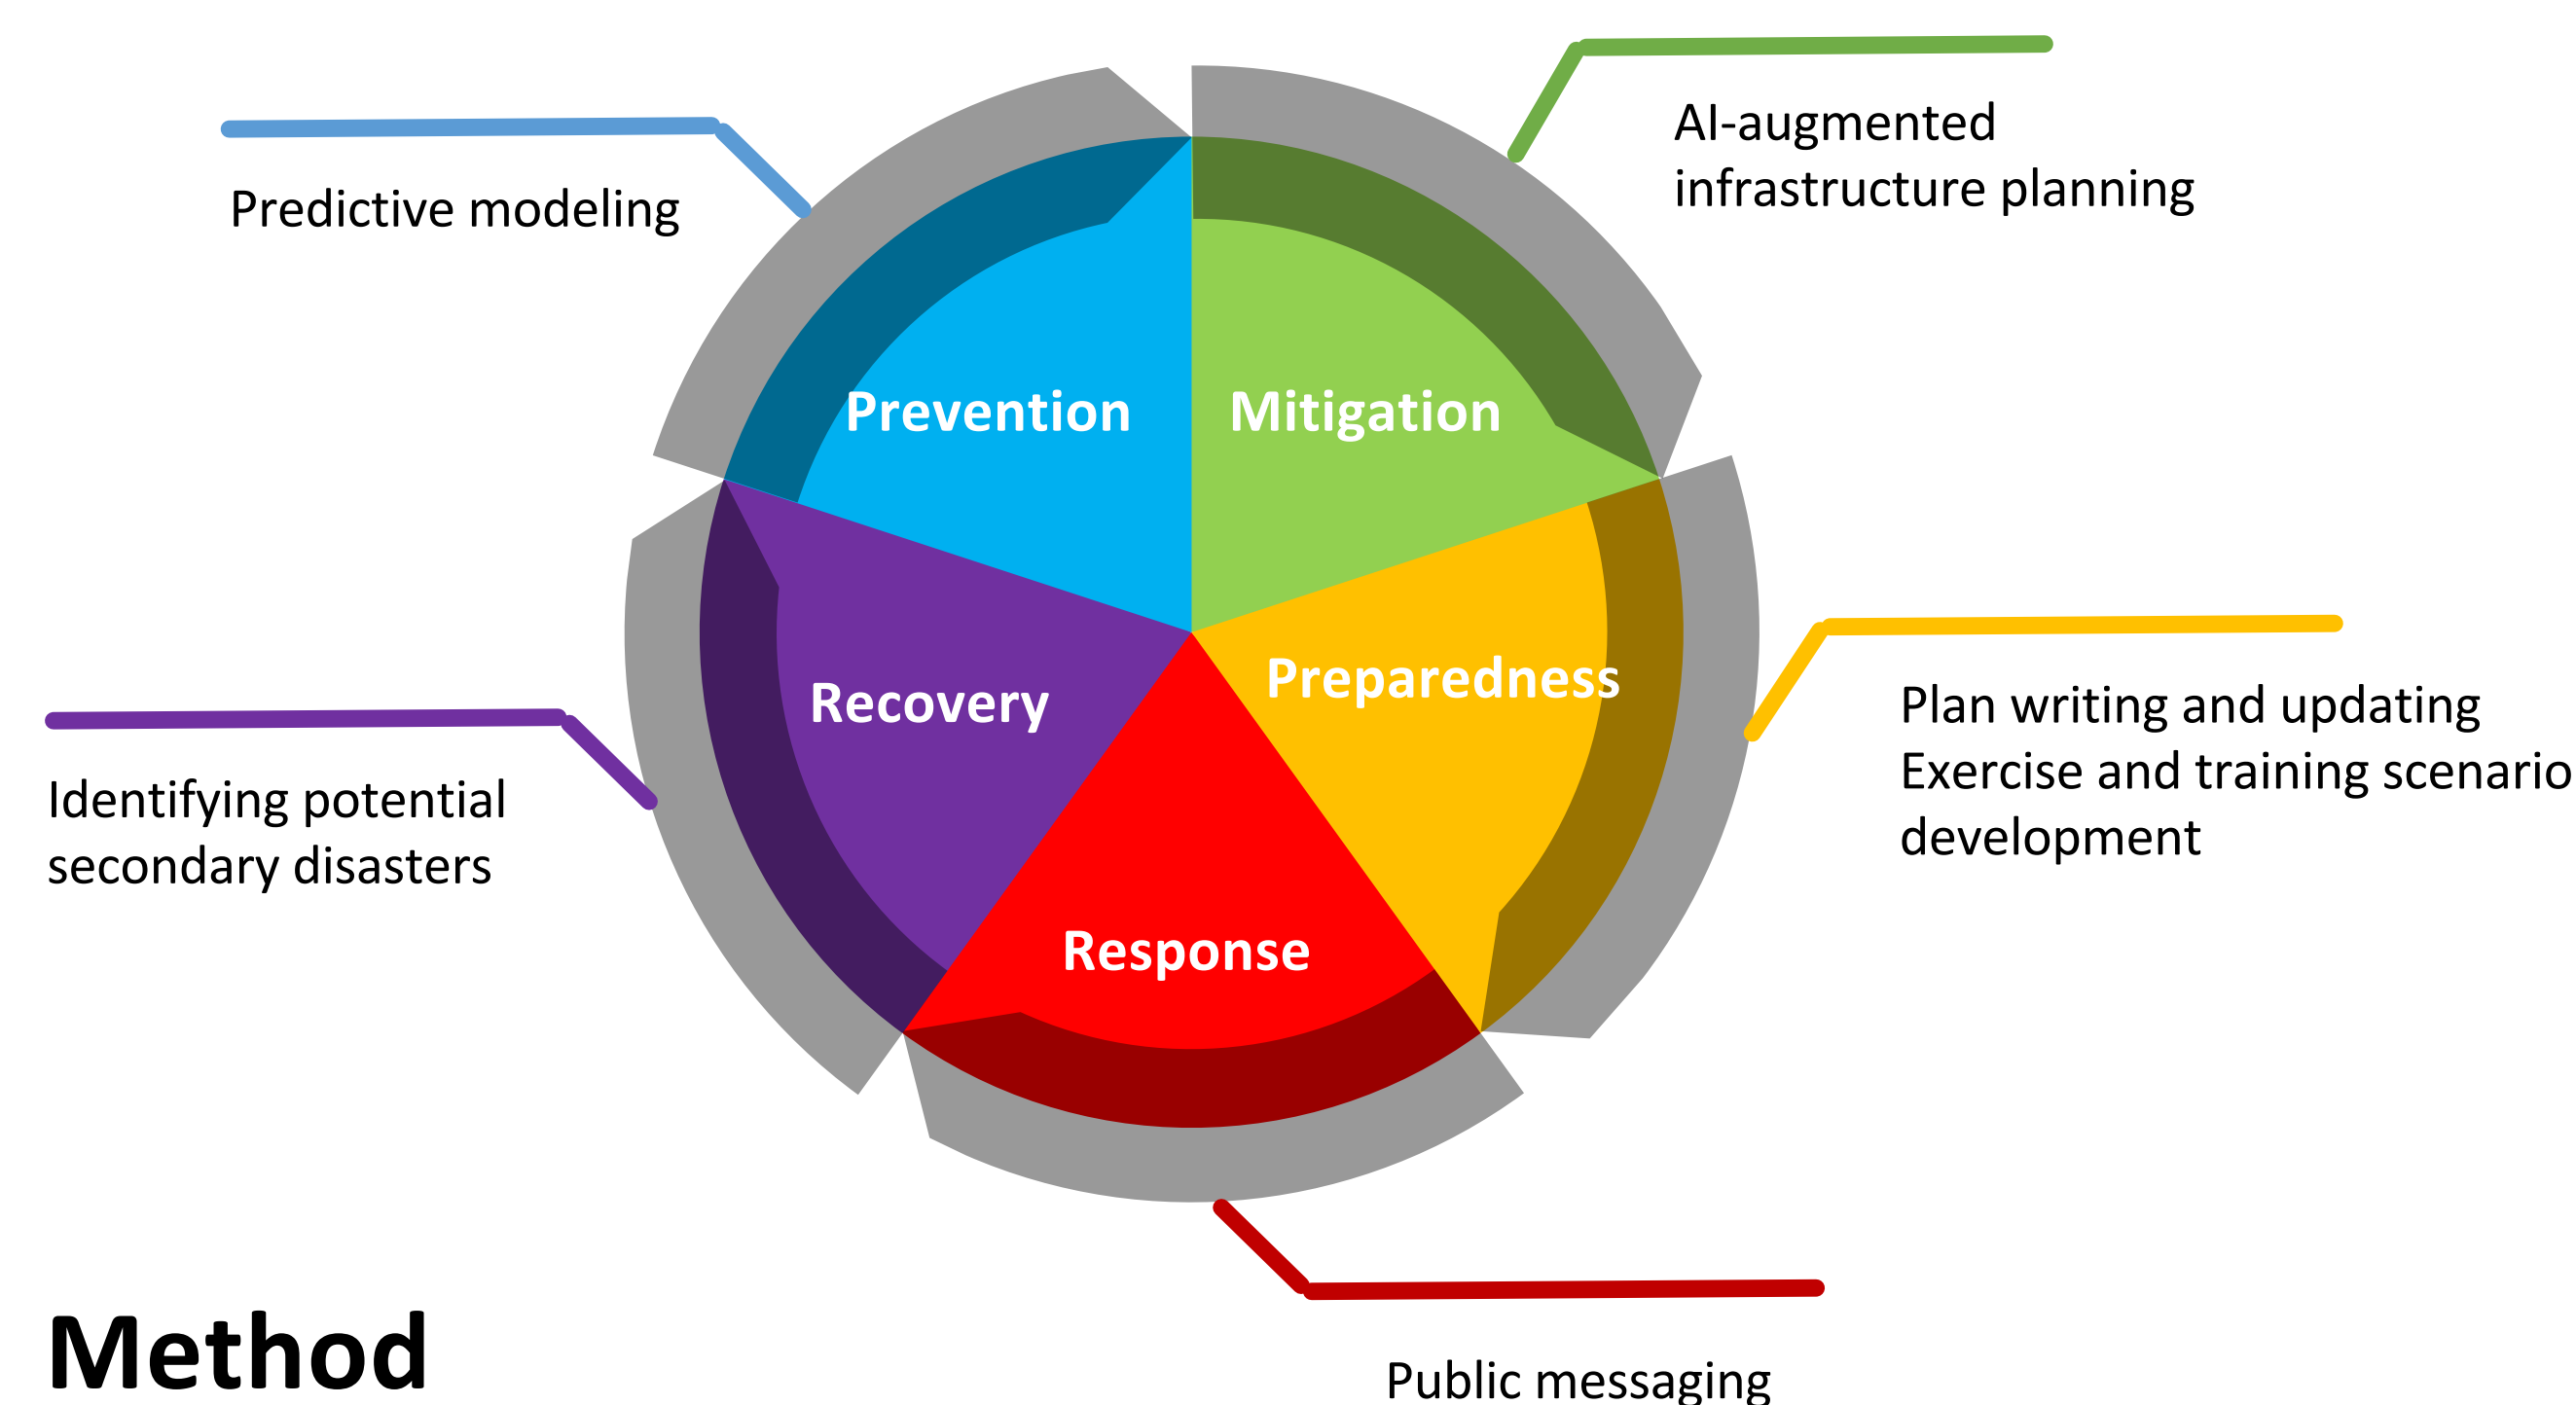 AI-augmented
infrastructure planning
Predictive modeling
Prevention
Mitigation
Preparedness
Recovery
Response
Plan writing and updating
Exercise and training scenario
development
Identifying potential
secondary disasters
Method
Public messaging